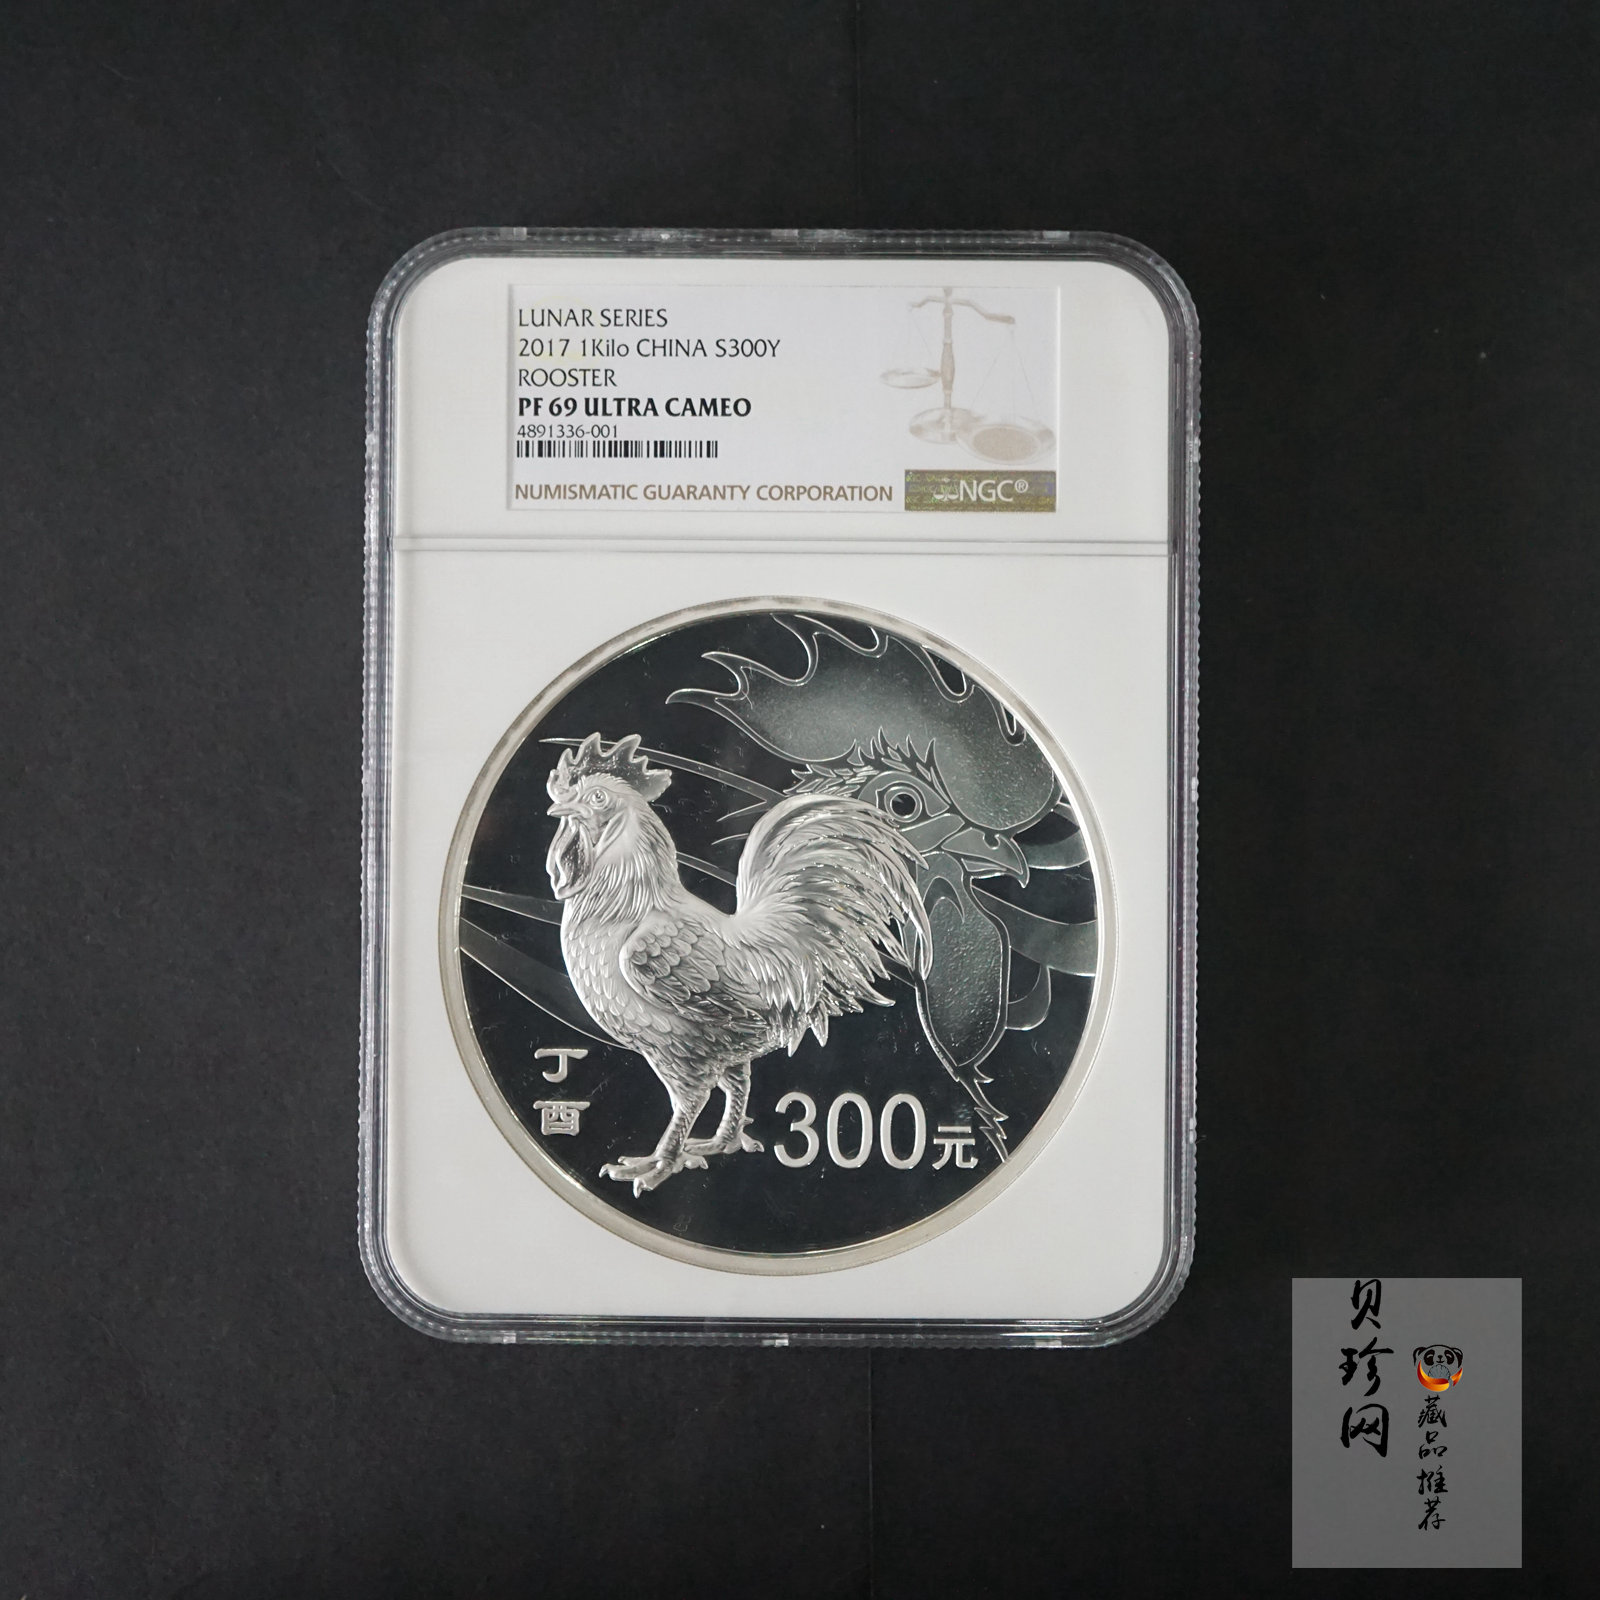 LUNAR SERIES
2017 1Kilo CHINA S300Y
ROOSTER
PF 69 ULTRA CAMEO
4891336-001
NUMISMATIC GUARANTY CORPORATION
NGC®
丁
酉
300元
贝珍网
藏品推荐